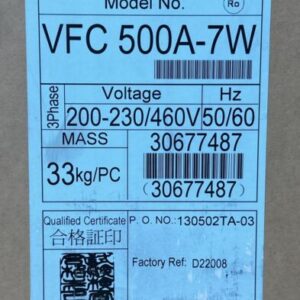 Model No.
Ro
VFC 500A-7W
3Phase
Voltage Hz
200-230/460V 50/60
MASS 30677487
33kg/PC (30677487)
Qualified Certificate P. O. NO.: 130502TA-03
合格証印
Factory Ref: D22008